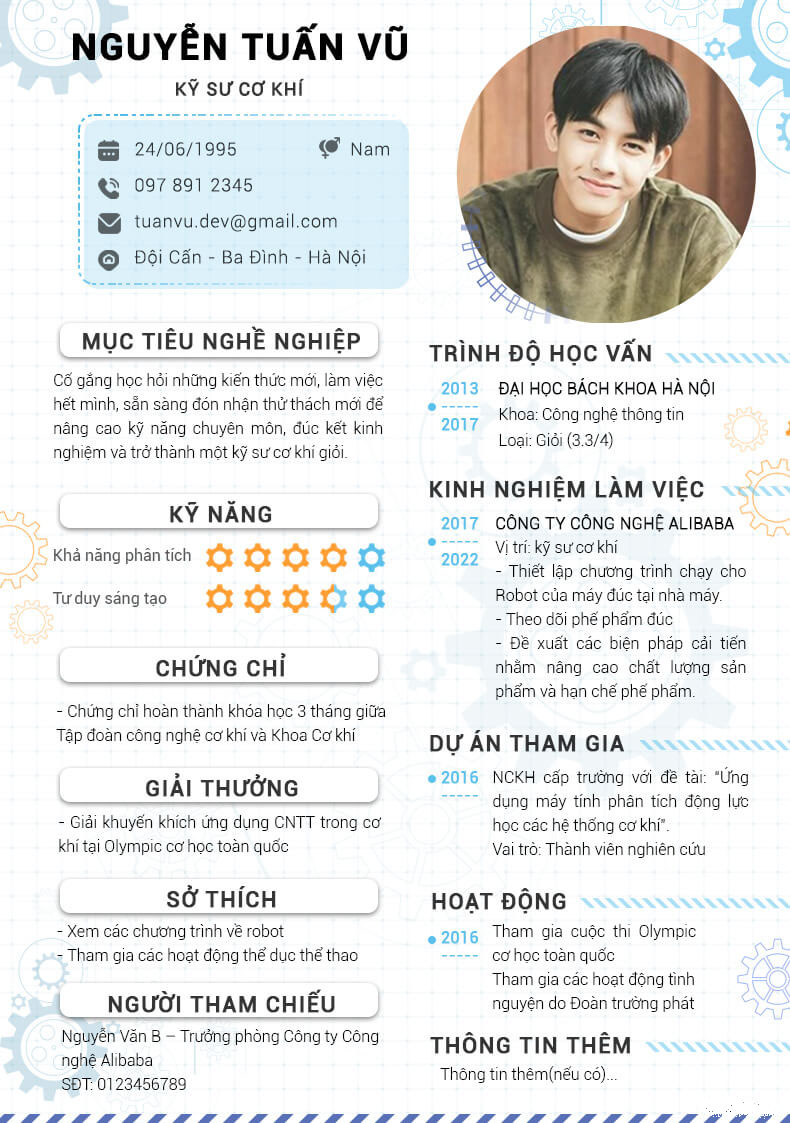 NGUYỄN TUẤN VŨ
KỸ SƯ CƠ KHÍ
24/06/1995 Nam
097 891 2345
tuanvu.dev@gmail.com
Đội Cấn - Ba Đình - Hà Nội
MỤC TIÊU NGHỀ NGHIỆP
Cố gắng học hỏi những kiến thức mới, làm việc
hết mình, sẵn sàng đón nhận thử thách mới để
nâng cao kỹ năng chuyên môn, đúc kết kinh
nghiệm và trở thành một kỹ sư cơ khí giỏi.
KỸ NĂNG
Khả năng phân tích
Tư duy sáng tạo
CHỨNG CHỈ
- Chứng chỉ hoàn thành khóa học 3 tháng giữa
Tập đoàn công nghệ cơ khí và Khoa Cơ khí
GIẢI THƯỞNG
- Giải khuyến khích ứng dụng CNTT trong cơ
khí tại Olympic cơ học toàn quốc
SỞ THÍCH
- Xem các chương trình về robot
- Tham gia các hoạt động thể dục thể thao
NGƯỜI THAM CHIẾU
Nguyễn Văn B – Trưởng phòng Công ty Công
nghệ Alibaba
SĐT: 0123456789
TRÌNH ĐỘ HỌC VẤN
2013 ĐẠI HỌC BÁCH KHOA HÀ NỘI
Khoa: Công nghệ thông tin
2017
Loại: Giỏi (3.3/4)
KINH NGHIỆM LÀM VIỆC
2017 CÔNG TY CÔNG NGHỆ ALIBABA
Vị trí: kỹ sư cơ khí
2022
- Thiết lập chương trình chạy cho
Robot của máy đúc tại nhà máy.
- Theo dõi phế phẩm đúc
- Đề xuất các biện pháp cải tiến
nhằm nâng cao chất lượng sản
phẩm và hạn chế phế phẩm.
DỰ ÁN THAM GIA
2016 NCKH cấp trường với đề tài: “Ứng
dụng máy tính phân tích động lực
học các hệ thống cơ khí”.
Vai trò: Thành viên nghiên cứu
HOẠT ĐỘNG
2016 Tham gia cuộc thi Olympic
cơ học toàn quốc
Tham gia các hoạt động tình
nguyện do Đoàn trường phát
THÔNG TIN THÊM
Thông tin thêm(nếu có)...